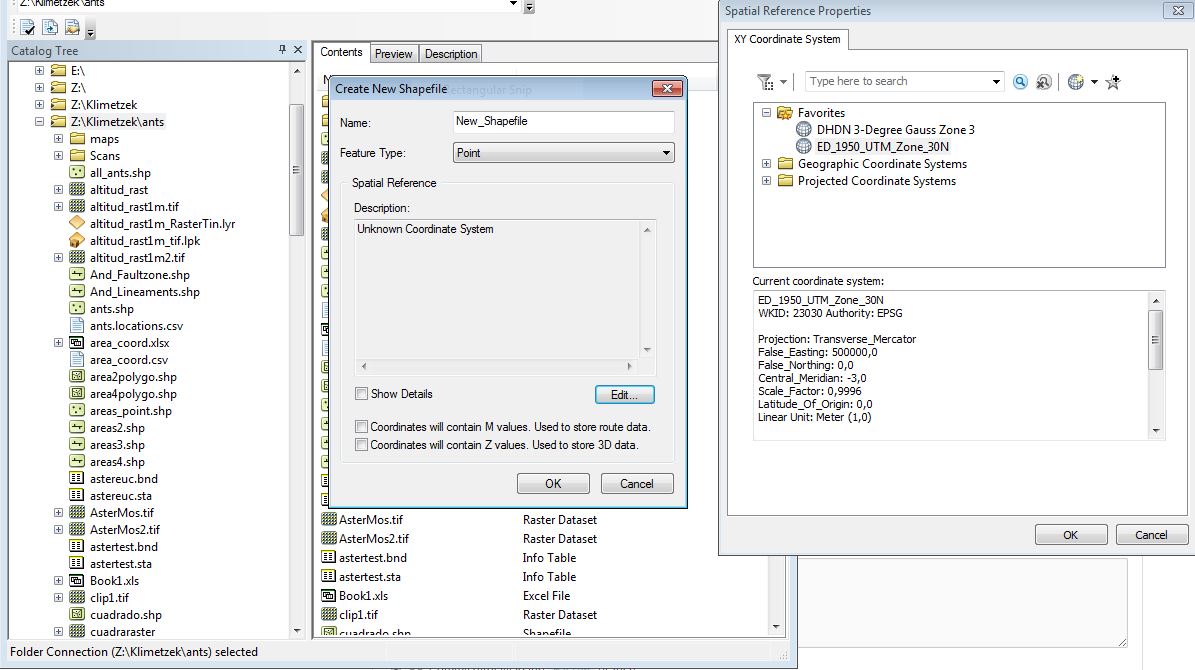 Z:\Klimetzek\ants
Catalog Tree
E:\
Z:\
Z:\Klimetzek
Z:\Klimetzek\ants
maps
Scans
all_ants.shp
altitud_rast
altitud_rast1m.tif
altitud_rast1m_RasterTin.lyr
altitud_rast1m_tif.lpk
altitud_rast1m2.tif
And_Faultzone.shp
And_Lineaments.shp
ants.shp
ants.locations.csv
area_coord.xlsx
area_coord.csv
area2polygo.shp
area4polygo.shp
areas_point.shp
areas2.shp
areas3.shp
areas4.shp
astereuc.bnd
astereuc.sta
AsterMos.tif
AsterMos2.tif
astertest.bnd
astertest.sta
Book1.xls
clip1.tif
cuadrado.shp
cuadraraster
Folder Connection (Z:\Klimetzek\ants) selected
Contents Preview Description
Create New Shapefile
Rectangular Snip
Name: New_Shapefile
Feature Type: Point
Spatial Reference
Description:
Unknown Coordinate System
Show Details
Edit...
Coordinates will contain M values. Used to store route data.
Coordinates will contain Z values. Used to store 3D data.
OK Cancel
AsterMos.tif Raster Dataset
AsterMos2.tif Raster Dataset
astertest.bnd Info Table
astertest.sta Info Table
Book1.xls Excel File
clip1.tif Raster Dataset
cuadrado.shp Shapefile
Spatial Reference Properties
XY Coordinate System
Type here to search
Favorites
DHDN 3-Degree Gauss Zone 3
ED_1950_UTM_Zone_30N
Geographic Coordinate Systems
Projected Coordinate Systems
Current coordinate system:
ED_1950_UTM_Zone_30N
WKID: 23030 Authority: EPSG
Projection: Transverse_Mercator
False_Easting: 500000,0
False_Northing: 0,0
Central_Meridian: -3,0
Scale_Factor: 0,9996
Latitude_Of_Origin: 0,0
Linear Unit: Meter (1,0)
OK Cancel